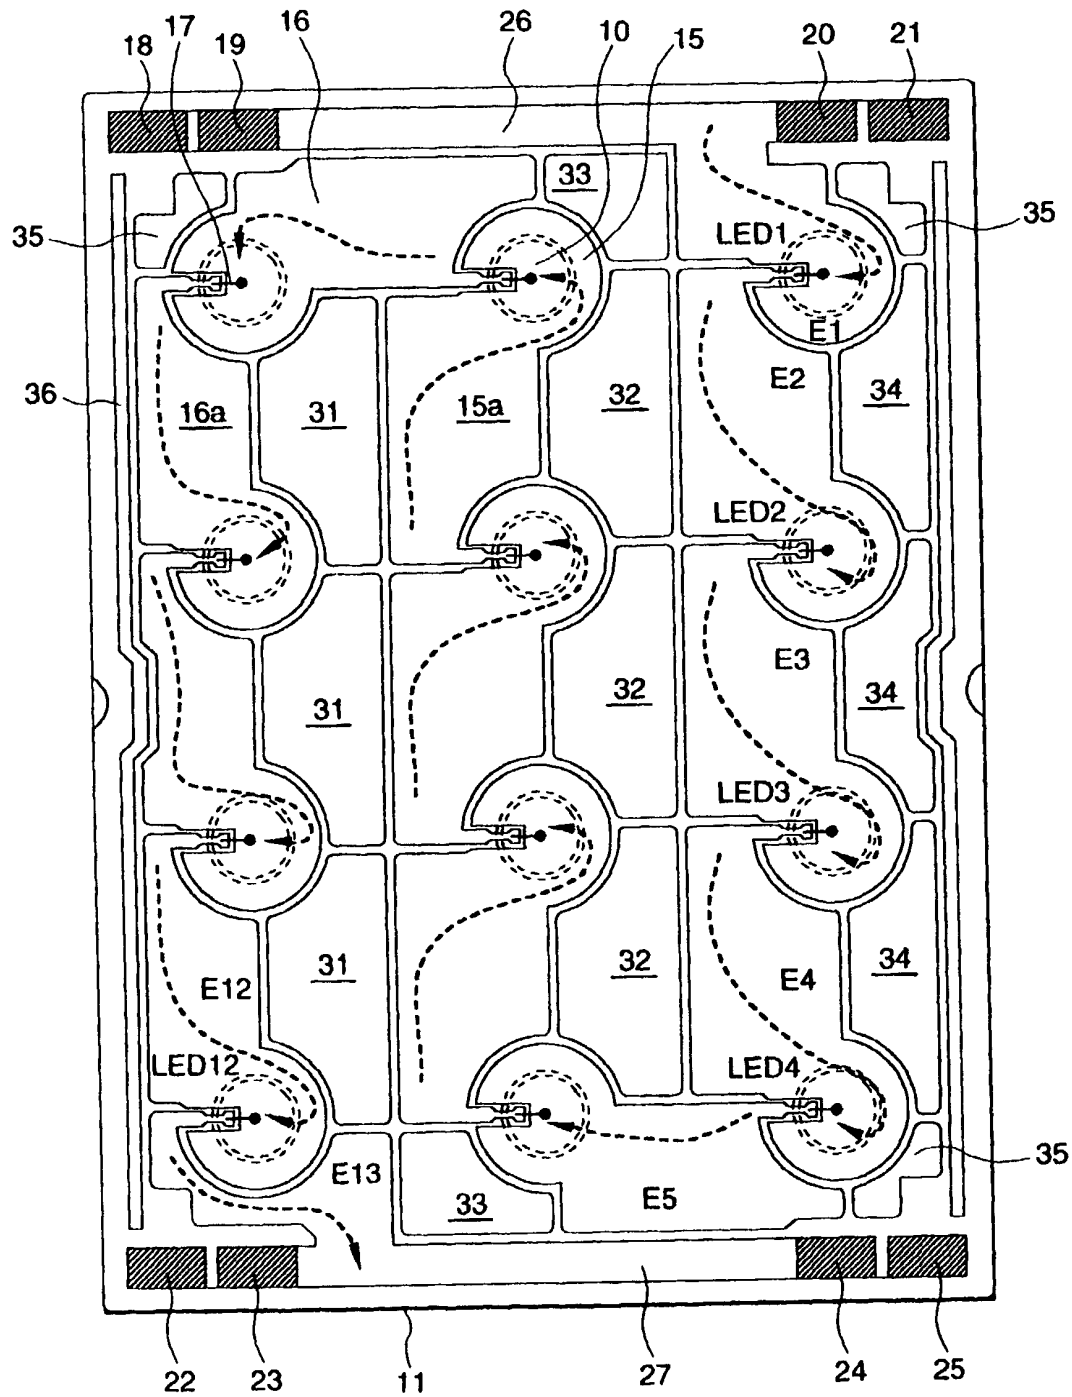 17 16 26 10 15 20 21
18 19
33
35 LED1 35
E1
E2
36 16a 31 15a 32 34
LED2
E3
31 32 34
LED3
31 32 E4 34
E12
LED12 LED4
35
E13 33 E5
22 23 11 27 24 25